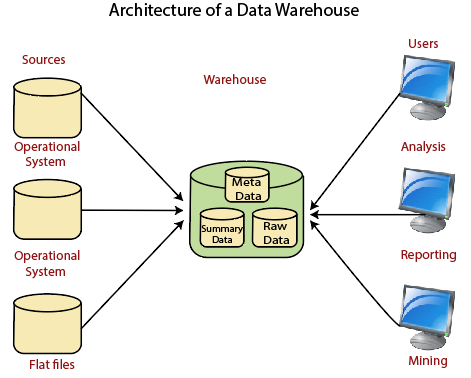 Architecture of a Data Warehouse
Sources
Warehouse
Users
Operational
System
Operational
System
Flat files
Meta
Data
Summary
Data
Raw
Data
Analysis
Reporting
Mining